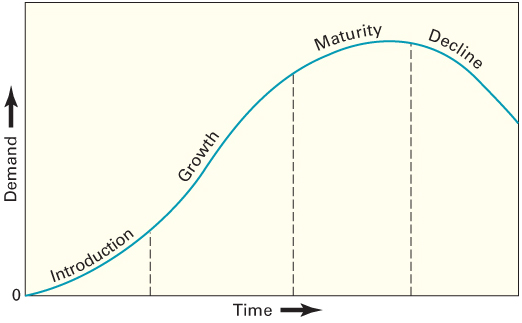 Maturity
Decline
Growth
Introduction
Demand
0
Time